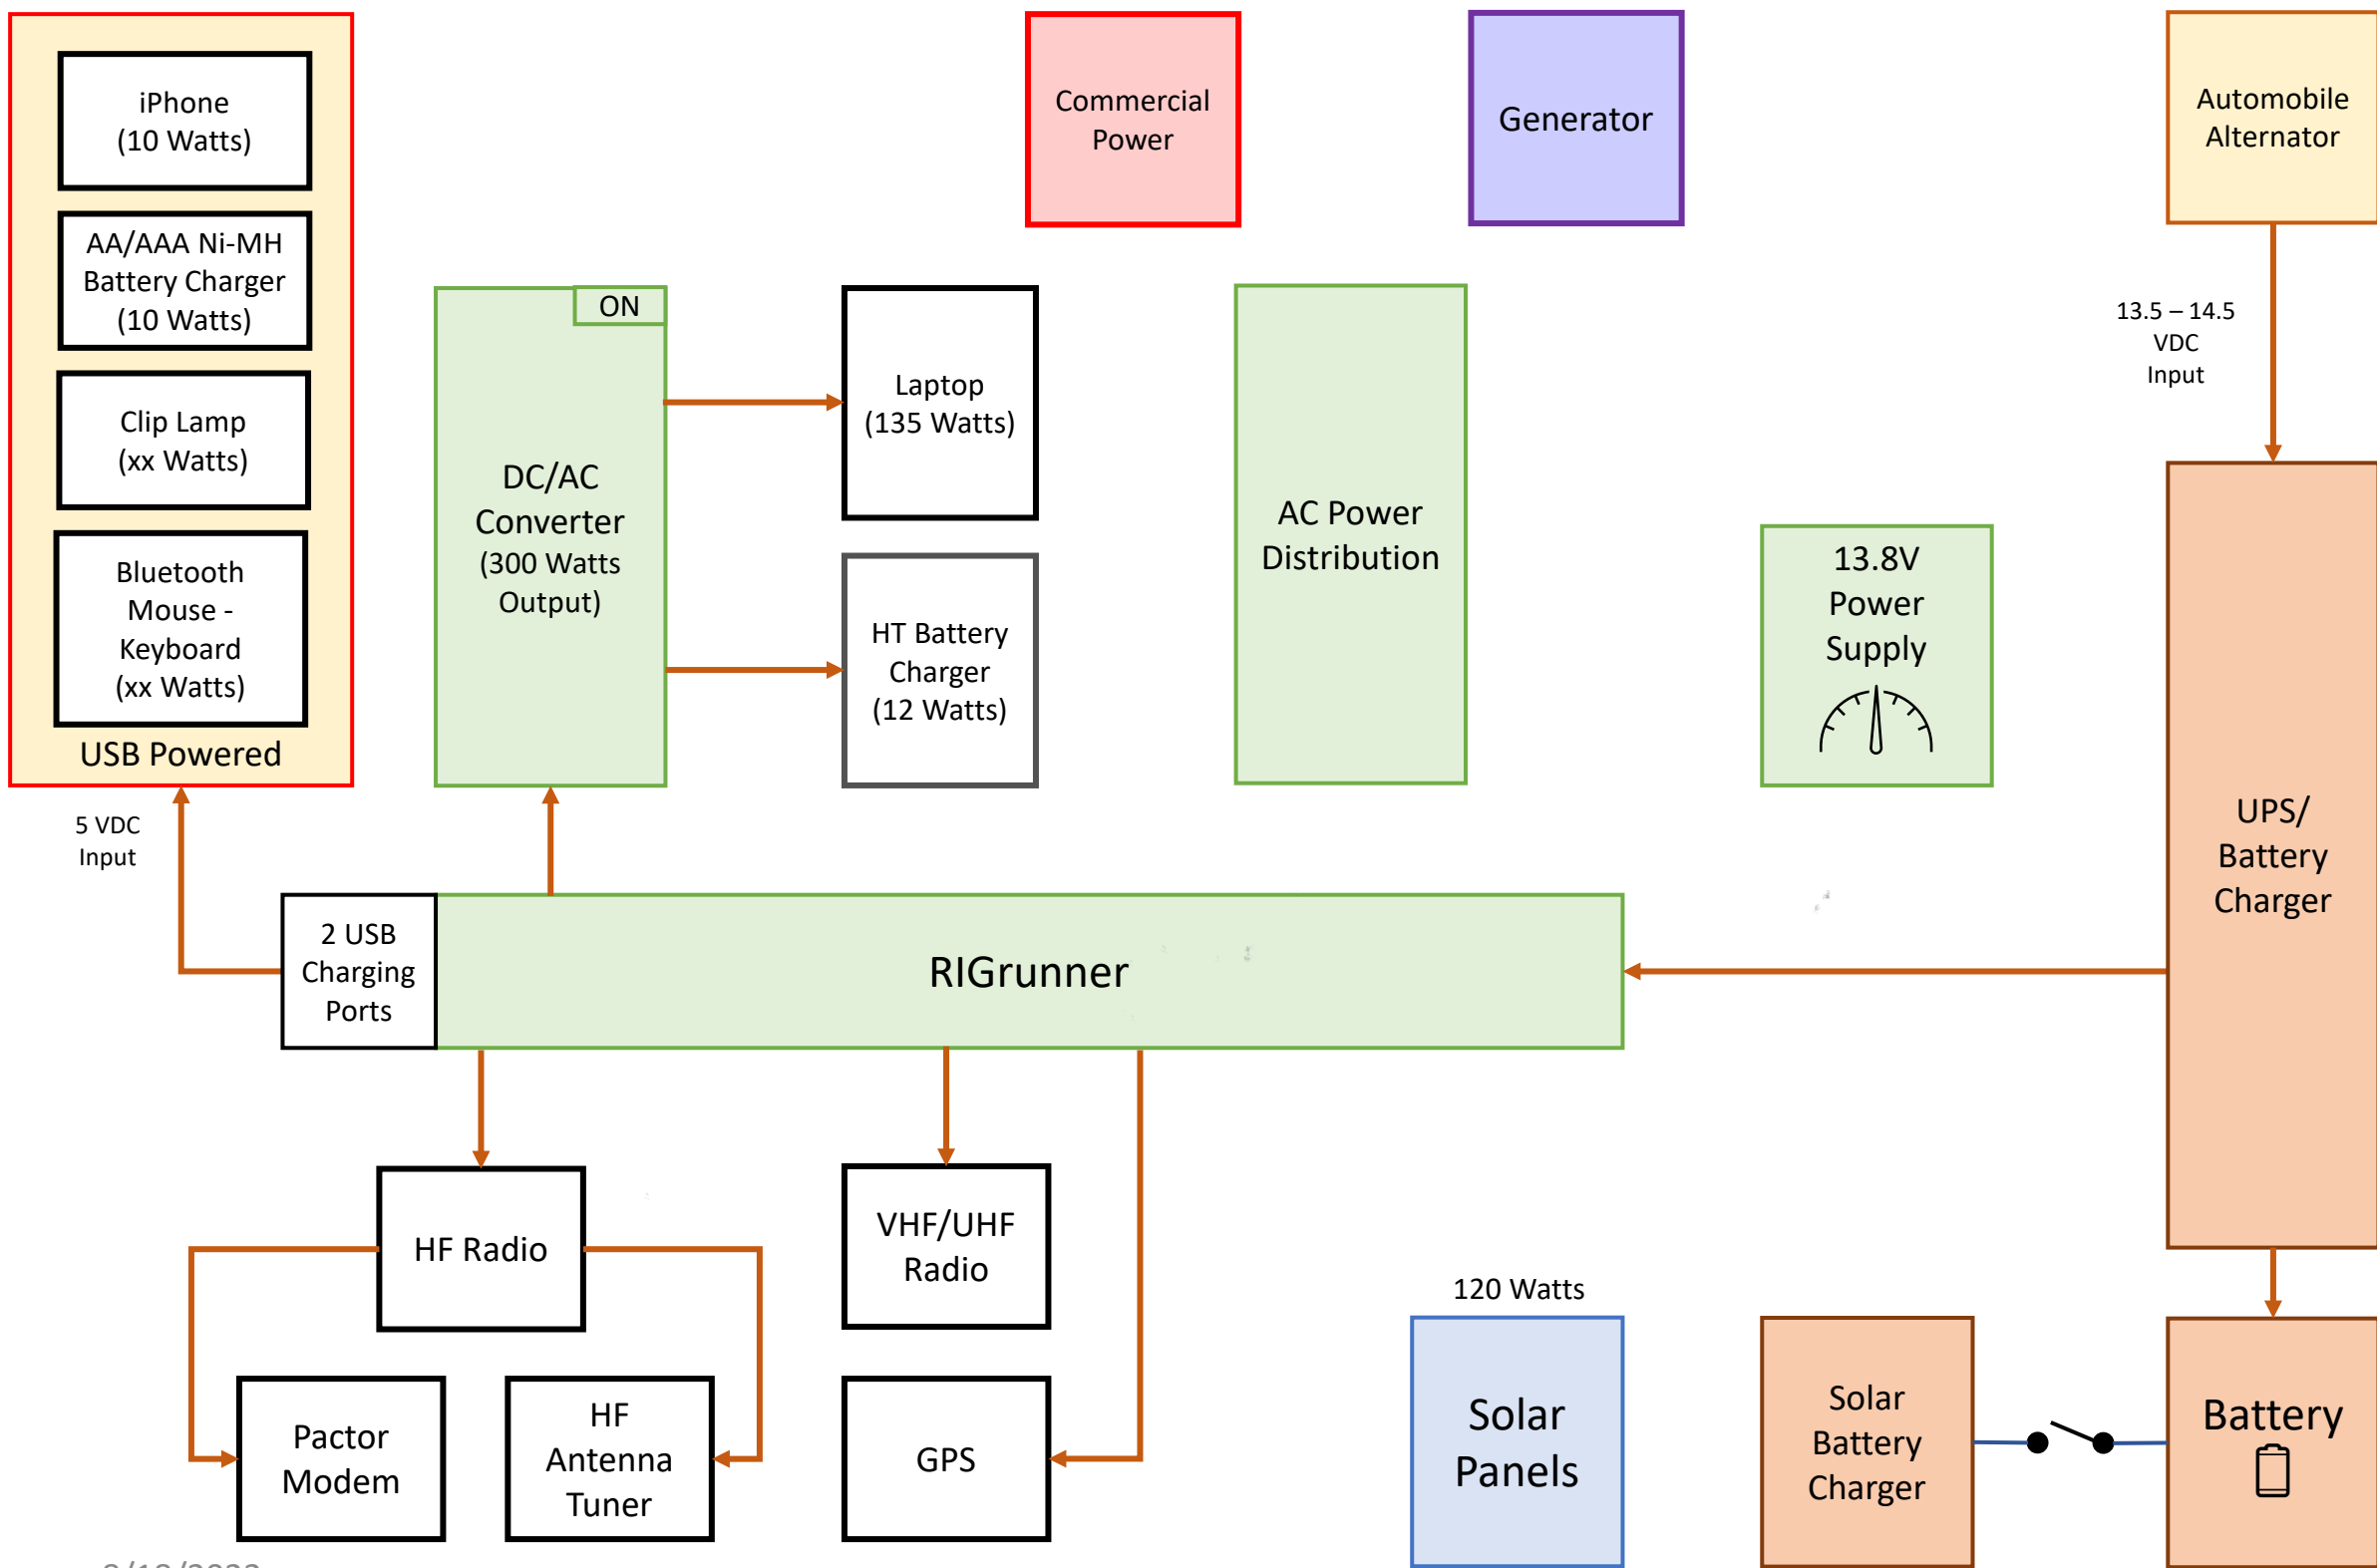 iPhone
(10 Watts)
AA/AAA Ni-MH
Battery Charger
(10 Watts)
Clip Lamp
(xx Watts)
Bluetooth
Mouse -
Keyboard
(xx Watts)
USB Powered
5 VDC
Input
ON
DC/AC
Converter
(300 Watts
Output)
Laptop
(135 Watts)
HT Battery
Charger
(12 Watts)
Commercial
Power
Generator
Automobile
Alternator
13.5 – 14.5
VDC
Input
AC Power
Distribution
13.8V
Power
Supply
UPS/
Battery
Charger
2 USB
Charging
Ports
RIGrunner
HF Radio
VHF/UHF
Radio
Pactor
Modem
HF
Antenna
Tuner
GPS
120 Watts
Solar
Panels
Solar
Battery
Charger
Battery